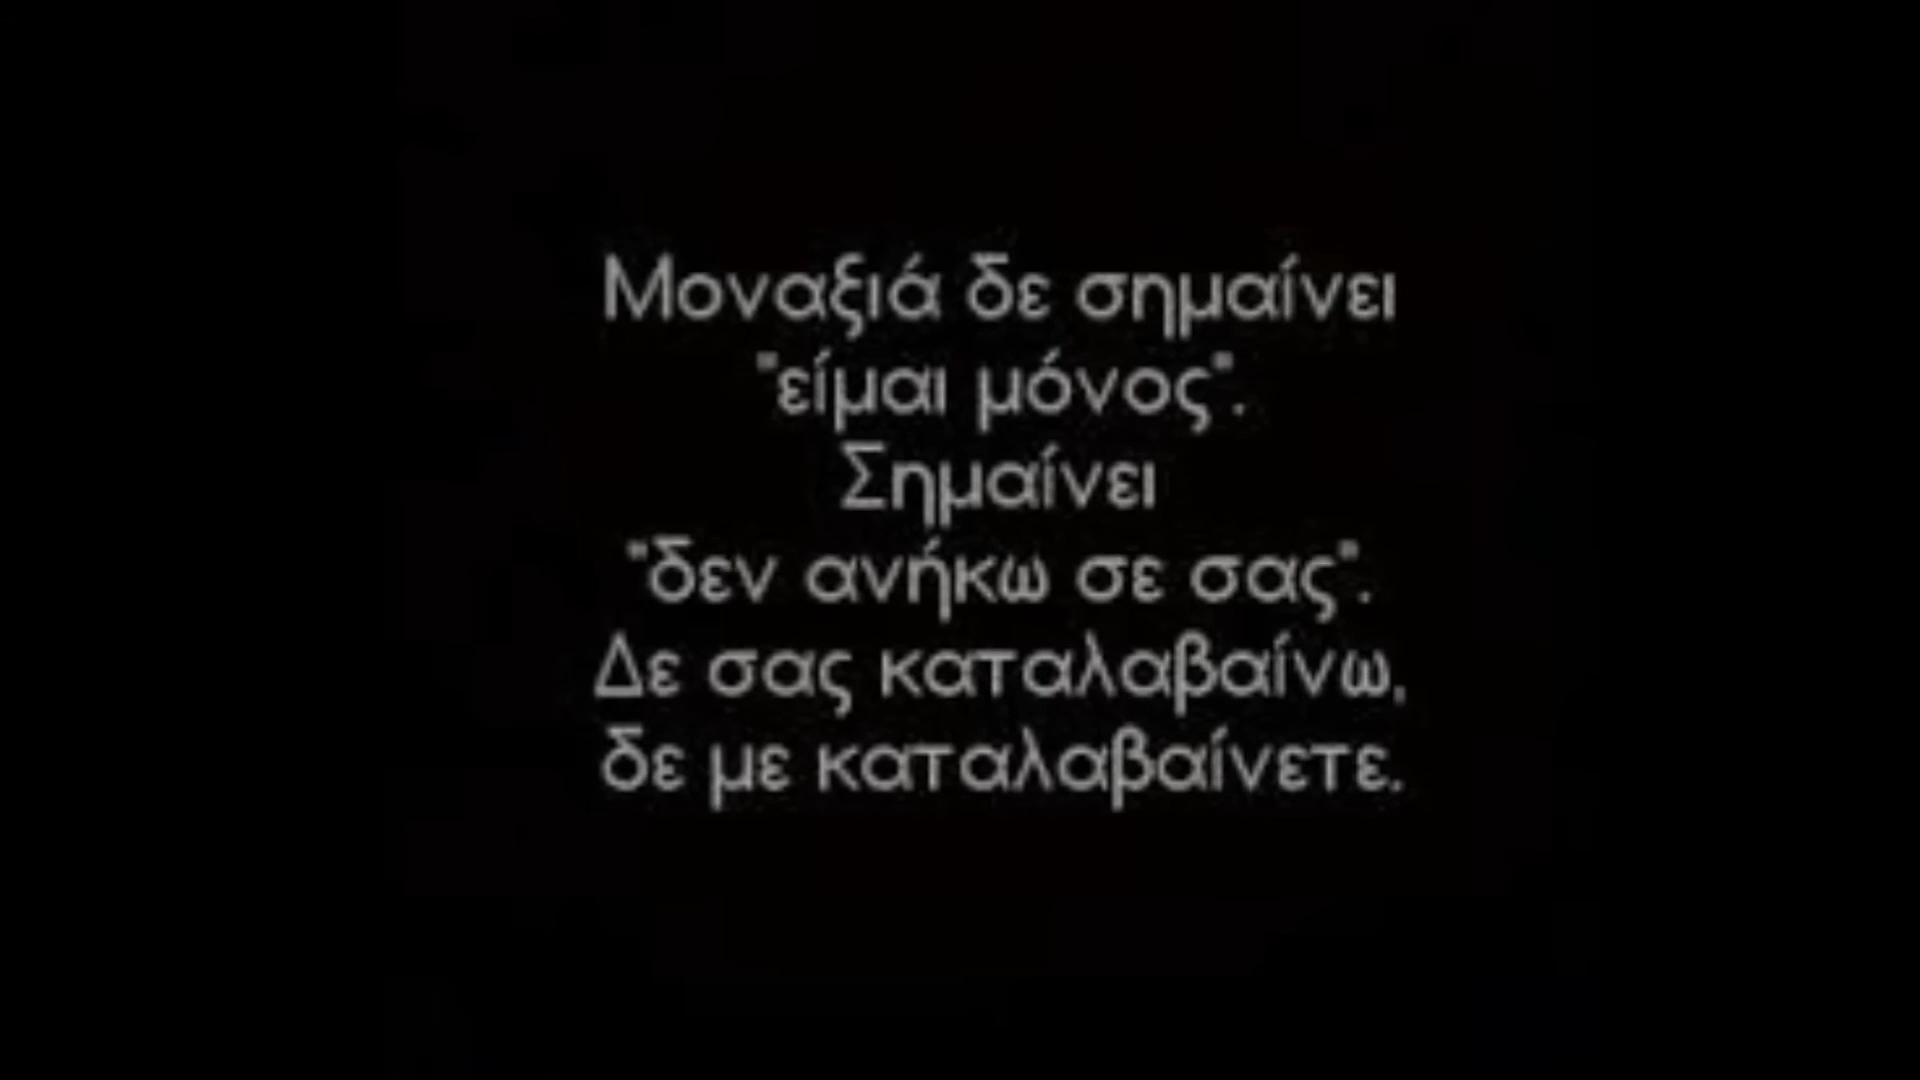 Μοναξιά δε σημαίνει
"είμαι μόνος".
Σημαίνει
"δεν ανήκω σε σας".
Δε σας καταλαβαίνω,
δε με καταλαβαίνετε.